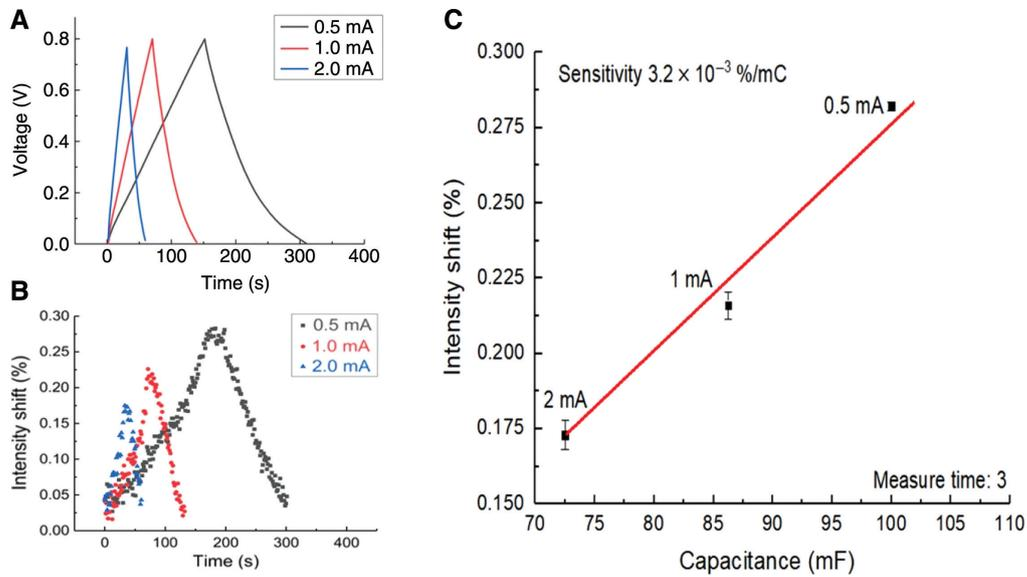 A
0.5 mA
1.0 mA
2.0 mA
0.8
0.6
0.4
0.2
0.0
Voltage (V)
0 100 200 300 400
Time (s)
B
0.5 mA
1.0 mA
2.0 mA
0.30
0.25
0.20
0.15
0.10
0.05
0.00
Intensity shift (%)
0 100 200 300 400
Time (s)
C
Sensitivity 3.2 × 10⁻³ %/mC
0.5 mA
1 mA
2 mA
Measure time: 3
0.300
0.275
0.250
0.225
0.200
0.175
0.150
Intensity shift (%)
70 75 80 85 90 95 100 105 110
Capacitance (mF)